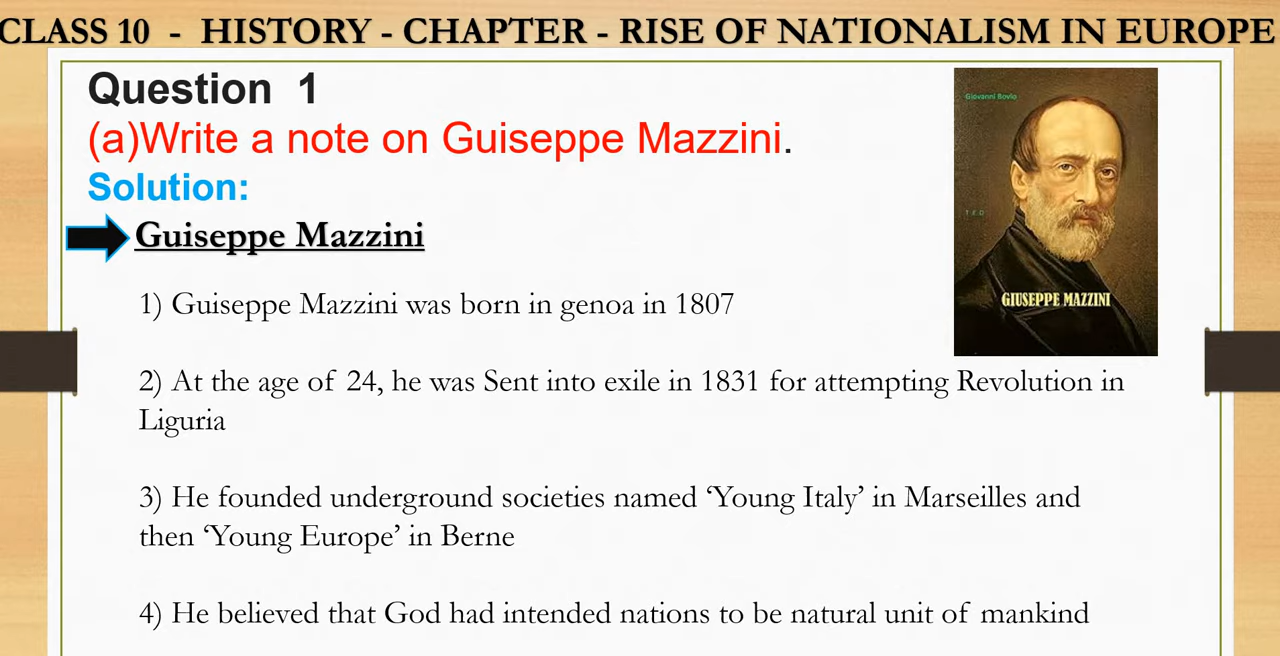 CLASS 10 - HISTORY - CHAPTER - RISE OF NATIONALISM IN EUROPE
Question 1
(a)Write a note on Guiseppe Mazzini.
Solution:
Guiseppe Mazzini
1) Guiseppe Mazzini was born in genoa in 1807
2) At the age of 24, he was Sent into exile in 1831 for attempting Revolution in
Liguria
3) He founded underground societies named ‘Young Italy’ in Marseilles and
then ‘Young Europe’ in Berne
4) He believed that God had intended nations to be natural unit of mankind
Giovanni Bovio
GIUSEPPE MAZZINI